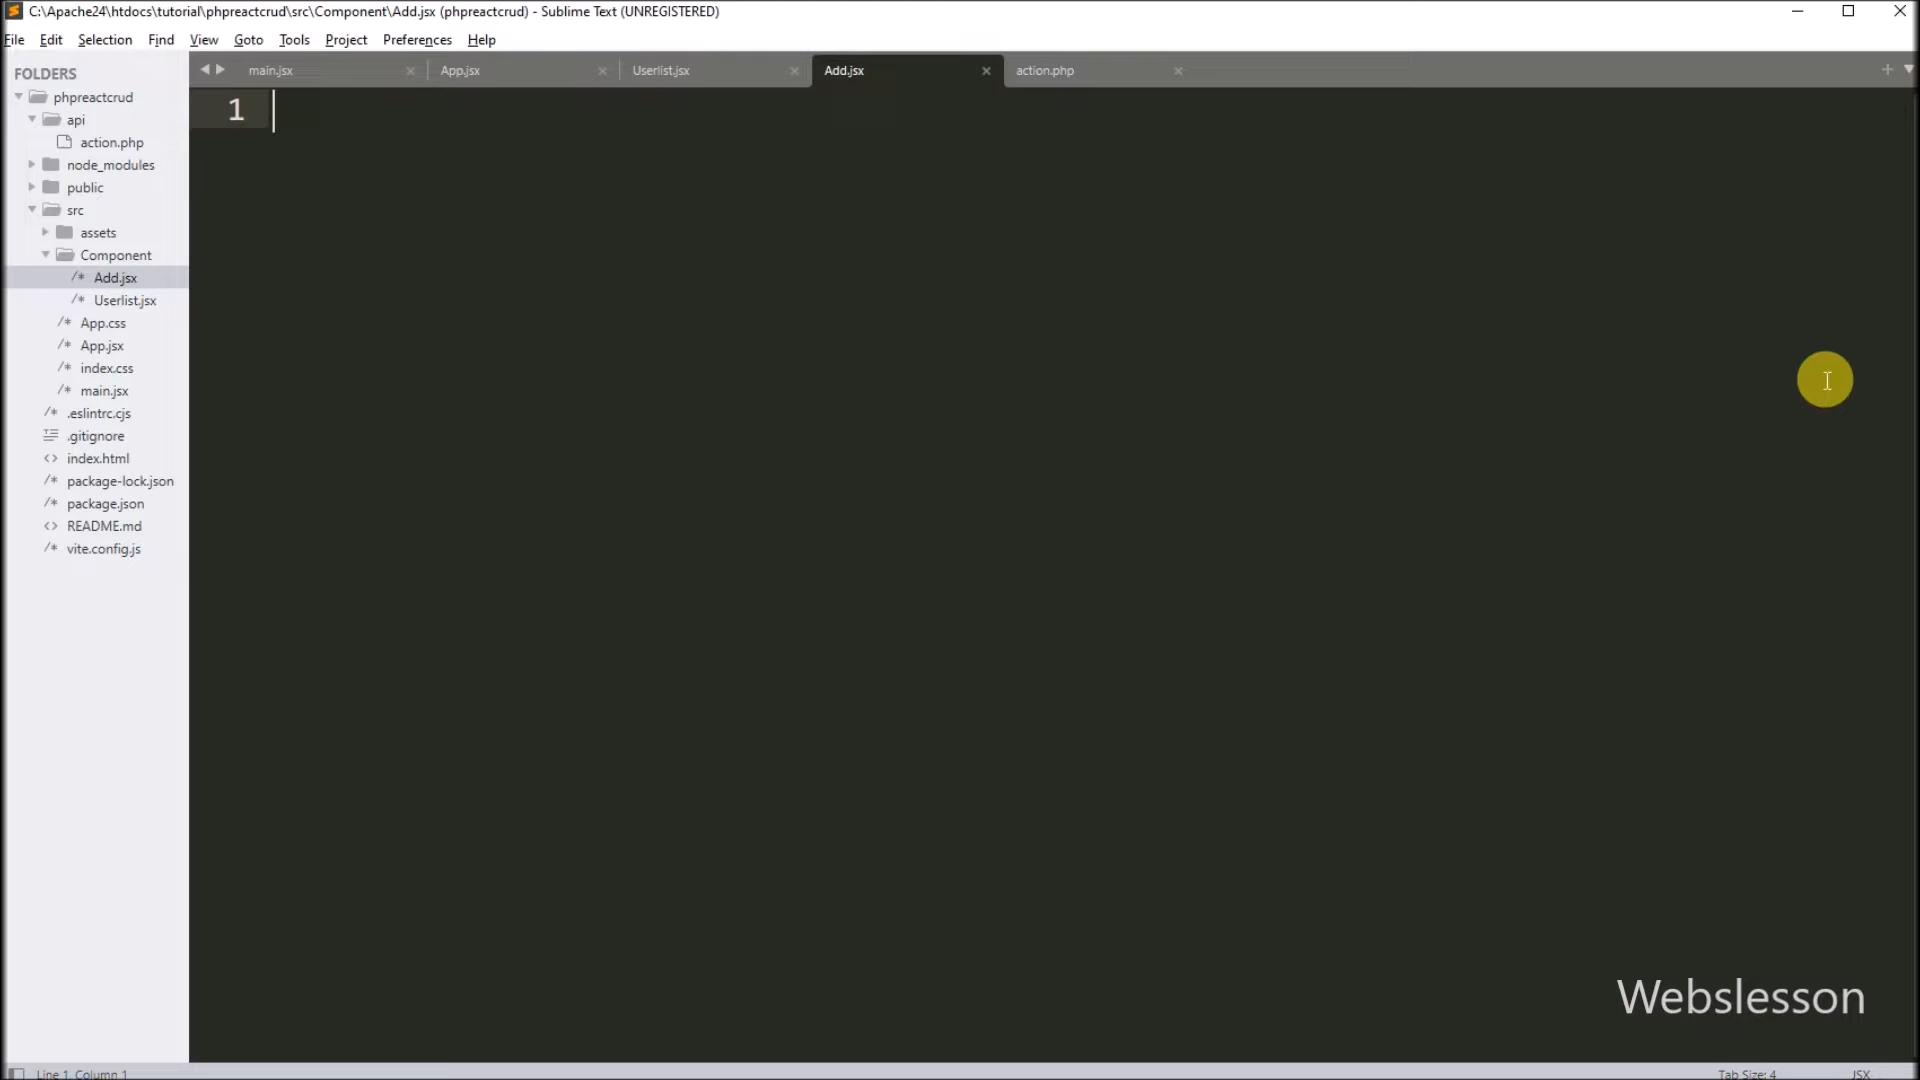 C:\Apache24\htdocs\tutorial\phpreactcrud\src\Component\Add.jsx (phpreactcrud) - Sublime Text (UNREGISTERED)
File Edit Selection Find View Goto Tools Project Preferences Help
FOLDERS
phpreactcrud
api
action.php
node_modules
public
src
assets
Component
/* Add.jsx
/* Userlist.jsx
/* App.css
/* App.jsx
/* index.css
/* main.jsx
/* .eslintrc.cjs
.gitignore
<> index.html
/* package-lock.json
/* package.json
<> README.md
/* vite.config.js
main.jsx App.jsx Userlist.jsx Add.jsx action.php
1
Webslesson
Line 1, Column 1
Tab Size: 4
JSX